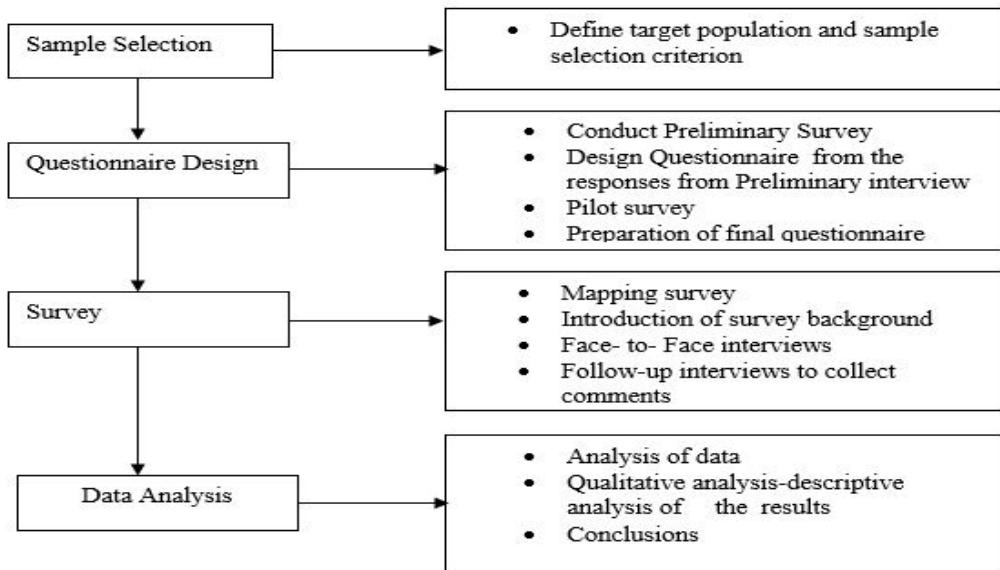 Sample Selection
• Define target population and sample
selection criterion
Questionnaire Design
• Conduct Preliminary Survey
• Design Questionnaire from the
responses from Preliminary interview
• Pilot survey
• Preparation of final questionnaire
Survey
• Mapping survey
• Introduction of survey background
• Face- to- Face interviews
• Follow-up interviews to collect
comments
Data Analysis
• Analysis of data
• Qualitative analysis-descriptive
analysis of the results
• Conclusions